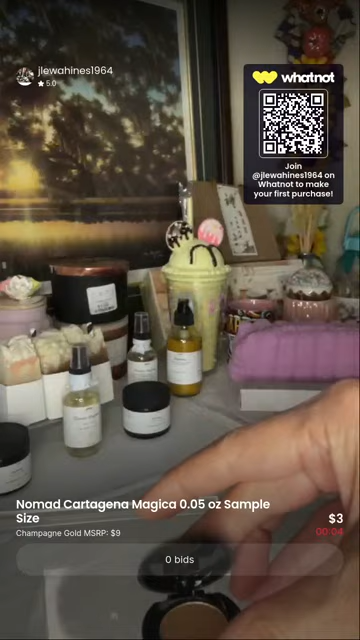 jlewahines1964
5.0
whatnot
Join
@jlewahines1964 on
Whatnot to make
your first purchase!
Nomad Cartagena Magica 0.05 oz Sample
Size
$3
Champagne Gold MSRP: $9
00:04
0 bids